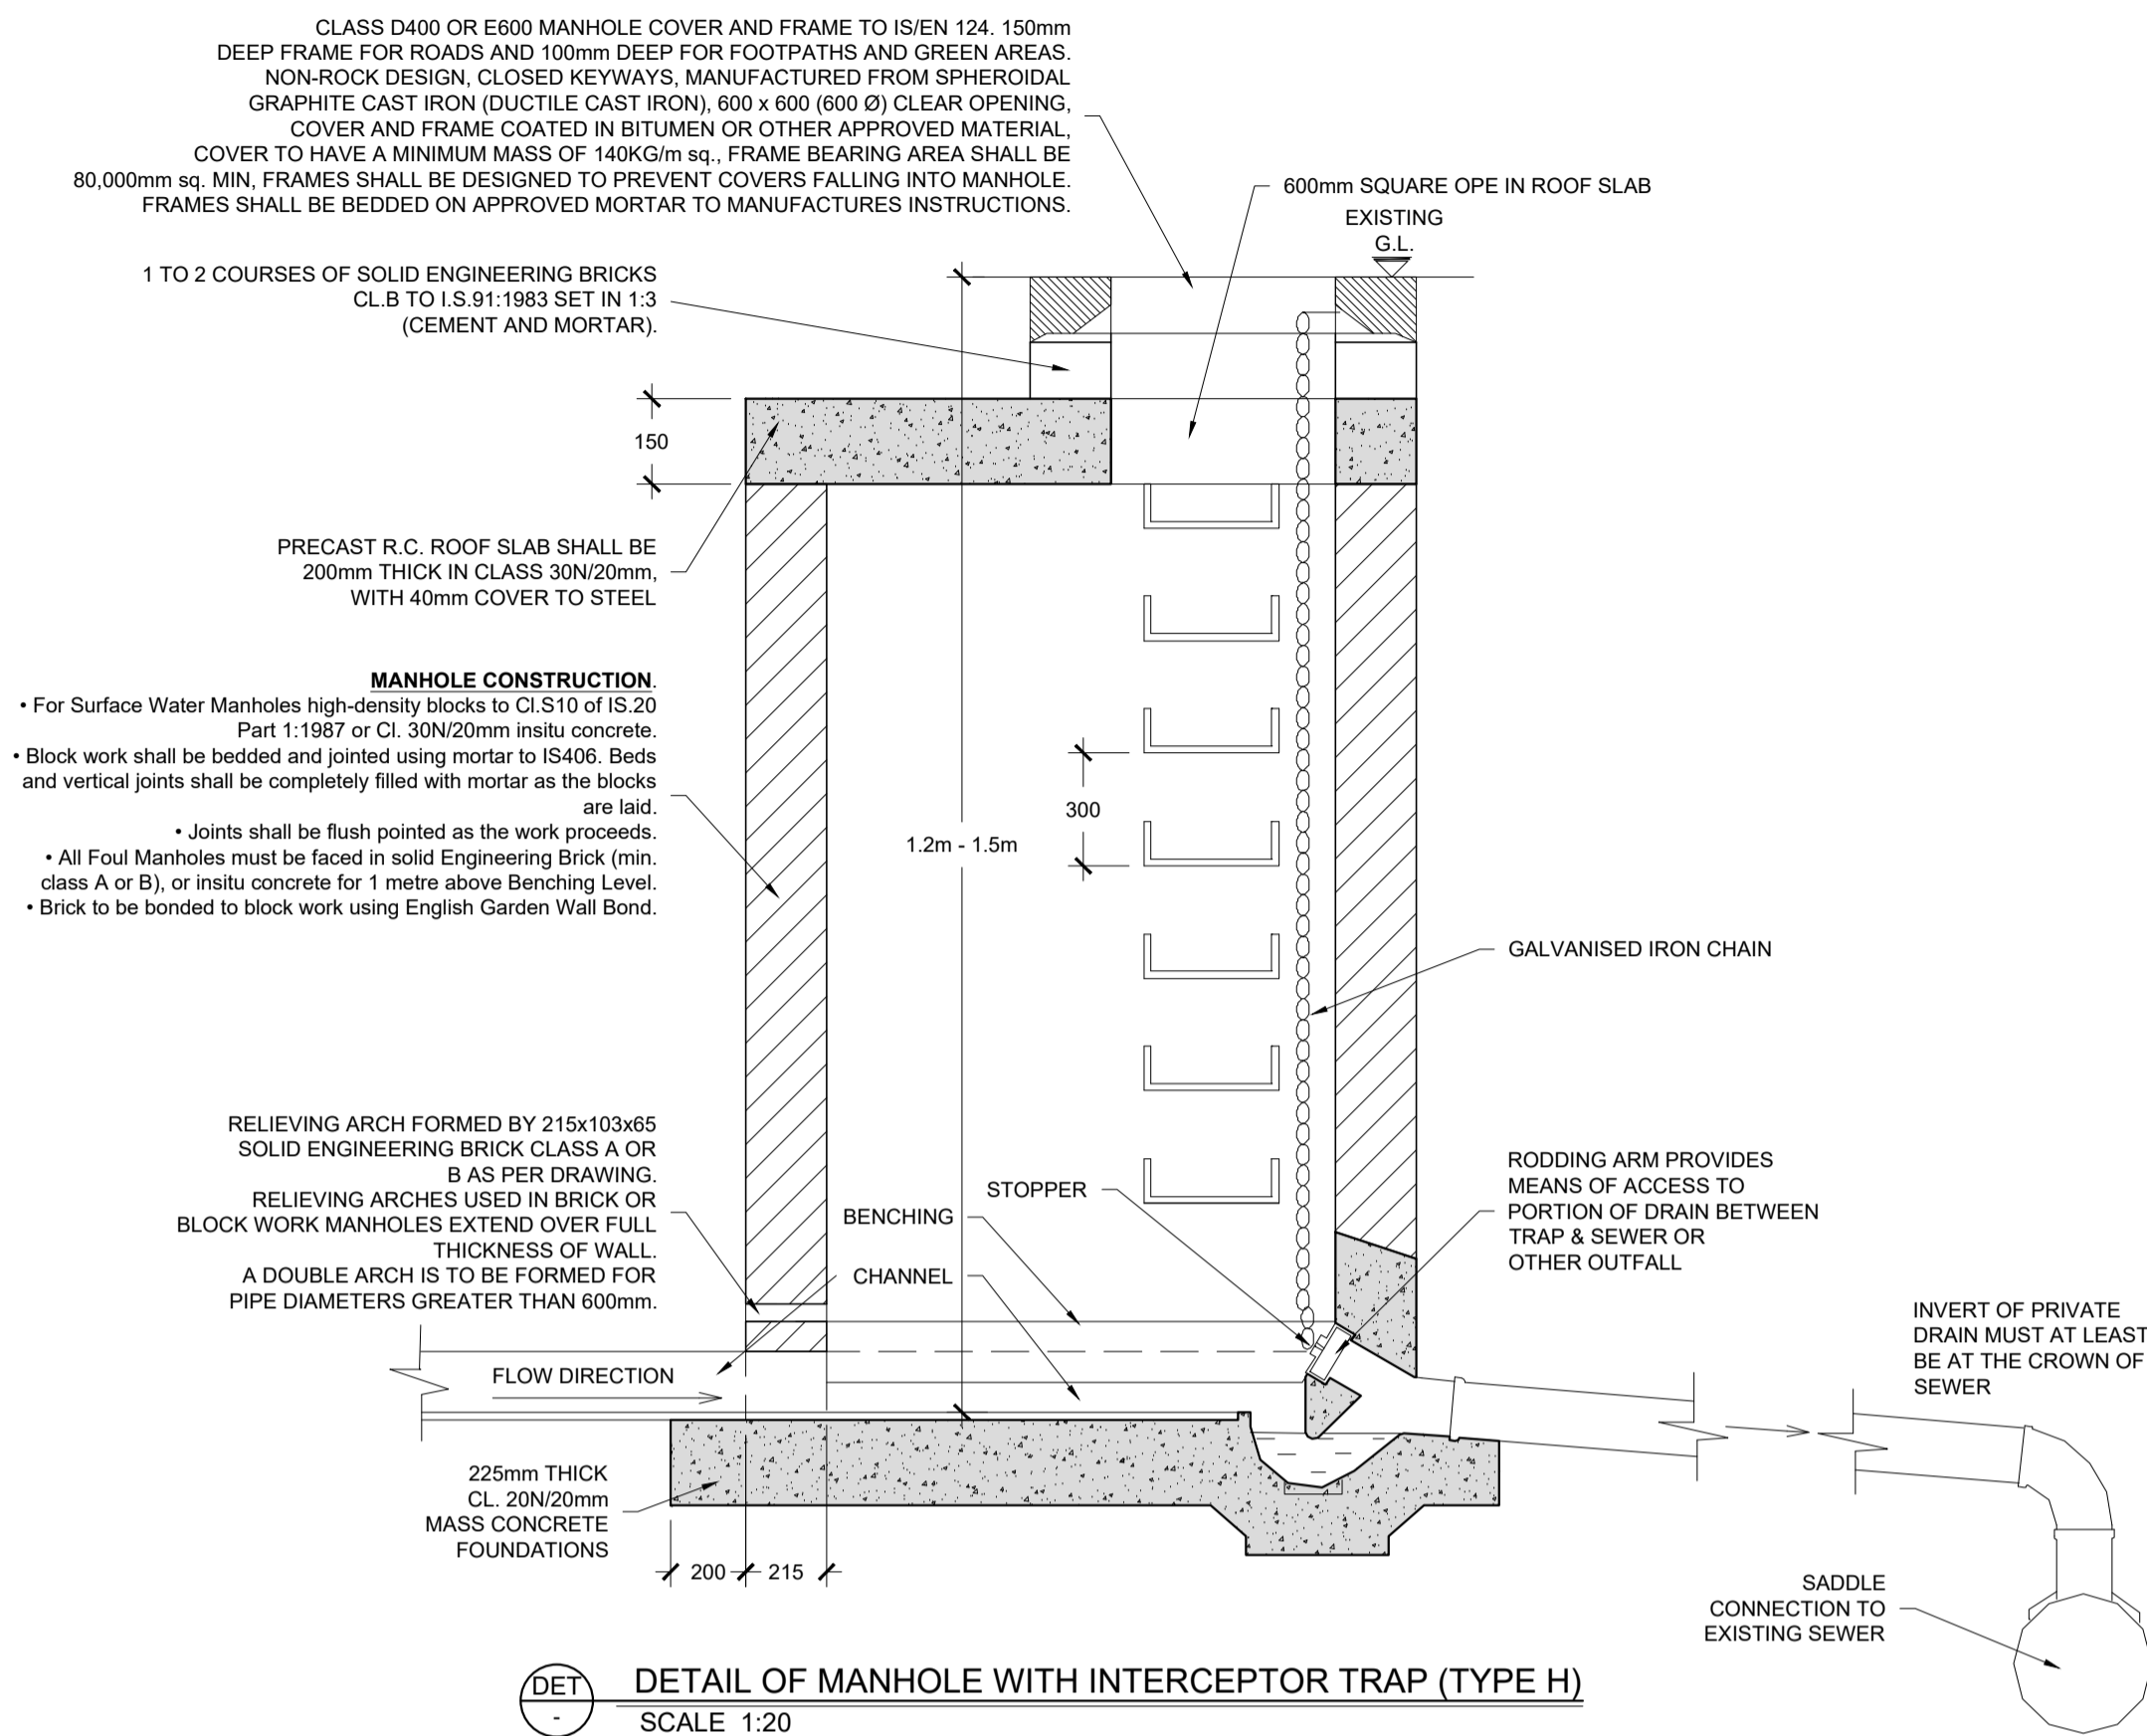 CLASS D400 OR E600 MANHOLE COVER AND FRAME TO IS/EN 124. 150mm
DEEP FRAME FOR ROADS AND 100mm DEEP FOR FOOTPATHS AND GREEN AREAS.
NON-ROCK DESIGN, CLOSED KEYWAYS, MANUFACTURED FROM SPHEROIDAL
GRAPHITE CAST IRON (DUCTILE CAST IRON), 600 x 600 (600 Ø) CLEAR OPENING,
COVER AND FRAME COATED IN BITUMEN OR OTHER APPROVED MATERIAL,
COVER TO HAVE A MINIMUM MASS OF 140KG/m sq., FRAME BEARING AREA SHALL BE
80,000mm sq. MIN, FRAMES SHALL BE DESIGNED TO PREVENT COVERS FALLING INTO MANHOLE.
FRAMES SHALL BE BEDDED ON APPROVED MORTAR TO MANUFACTURES INSTRUCTIONS.
600mm SQUARE OPE IN ROOF SLAB
EXISTING
G.L.
1 TO 2 COURSES OF SOLID ENGINEERING BRICKS
CL.B TO I.S.91:1983 SET IN 1:3
(CEMENT AND MORTAR).
150
PRECAST R.C. ROOF SLAB SHALL BE
200mm THICK IN CLASS 30N/20mm,
WITH 40mm COVER TO STEEL
MANHOLE CONSTRUCTION.
• For Surface Water Manholes high-density blocks to Cl.S10 of IS.20
Part 1:1987 or Cl. 30N/20mm insitu concrete.
• Block work shall be bedded and jointed using mortar to IS406. Beds
and vertical joints shall be completely filled with mortar as the blocks
are laid.
• Joints shall be flush pointed as the work proceeds.
• All Foul Manholes must be faced in solid Engineering Brick (min.
class A or B), or insitu concrete for 1 metre above Benching Level.
• Brick to be bonded to block work using English Garden Wall Bond.
300
1.2m - 1.5m
GALVANISED IRON CHAIN
RELIEVING ARCH FORMED BY 215x103x65
SOLID ENGINEERING BRICK CLASS A OR
B AS PER DRAWING.
RELIEVING ARCHES USED IN BRICK OR
BLOCK WORK MANHOLES EXTEND OVER FULL
THICKNESS OF WALL.
A DOUBLE ARCH IS TO BE FORMED FOR
PIPE DIAMETERS GREATER THAN 600mm.
STOPPER
BENCHING
CHANNEL
RODDING ARM PROVIDES
MEANS OF ACCESS TO
PORTION OF DRAIN BETWEEN
TRAP & SEWER OR
OTHER OUTFALL
INVERT OF PRIVATE
DRAIN MUST AT LEAST
BE AT THE CROWN OF
SEWER
FLOW DIRECTION
225mm THICK
CL. 20N/20mm
MASS CONCRETE
FOUNDATIONS
200
215
SADDLE
CONNECTION TO
EXISTING SEWER
DET
-
DETAIL OF MANHOLE WITH INTERCEPTOR TRAP (TYPE H)
SCALE 1:20